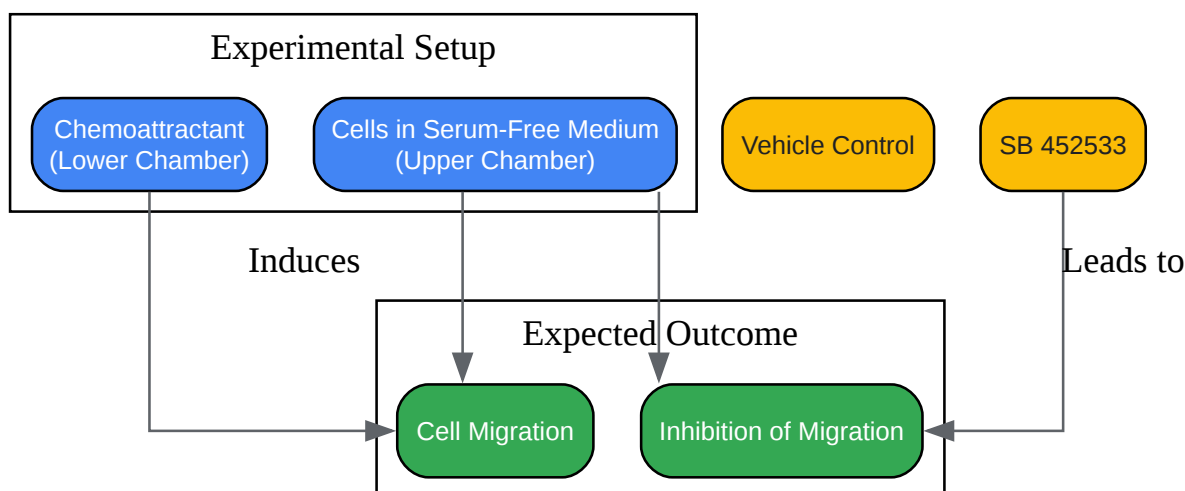 Experimental Setup
Chemoattractant
(Lower Chamber)
Cells in Serum-Free Medium
(Upper Chamber)
Vehicle Control
SB 452533
Induces
Leads to
Expected Outcome
Cell Migration
Inhibition of Migration